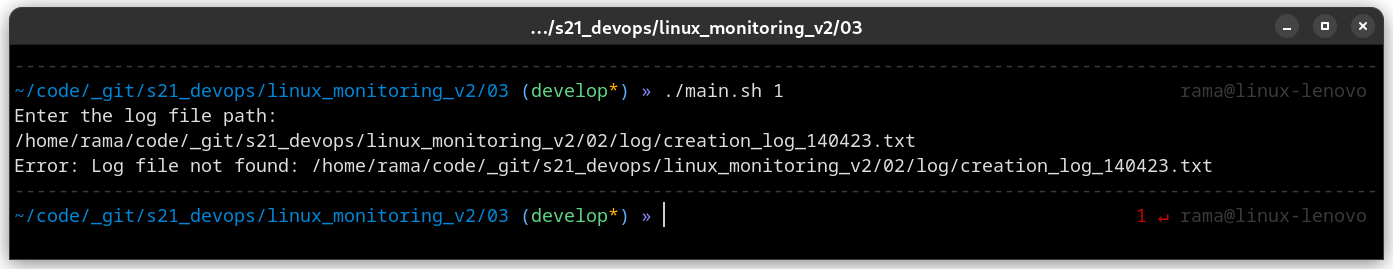 .../s21_devops/linux_monitoring_v2/03
~/code/_git/s21_devops/linux_monitoring_v2/03 (develop*) » ./main.sh 1 rama@linux-lenovo
Enter the log file path:
/home/rama/code/_git/s21_devops/linux_monitoring_v2/02/log/creation_log_140423.txt
Error: Log file not found: /home/rama/code/_git/s21_devops/linux_monitoring_v2/02/log/creation_log_140423.txt
~/code/_git/s21_devops/linux_monitoring_v2/03 (develop*) » 1 ↵ rama@linux-lenovo